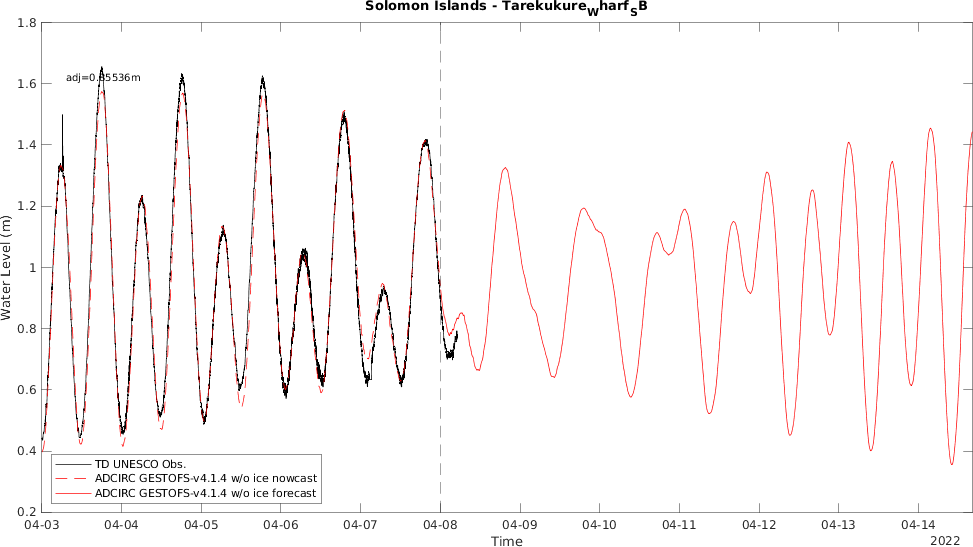 Solomon Islands - TarekukureWharfSB
1.8
1.6
1.4
1.2
1
0.8
0.6
0.4
0.2
Water Level (m)
adj=0.85536m
TD UNESCO Obs.
ADCIRC GESTOFS-v4.1.4 w/o ice nowcast
ADCIRC GESTOFS-v4.1.4 w/o ice forecast
04-03 04-04 04-05 04-06 04-07 04-08 04-09 04-10 04-11 04-12 04-13 04-14
Time
2022